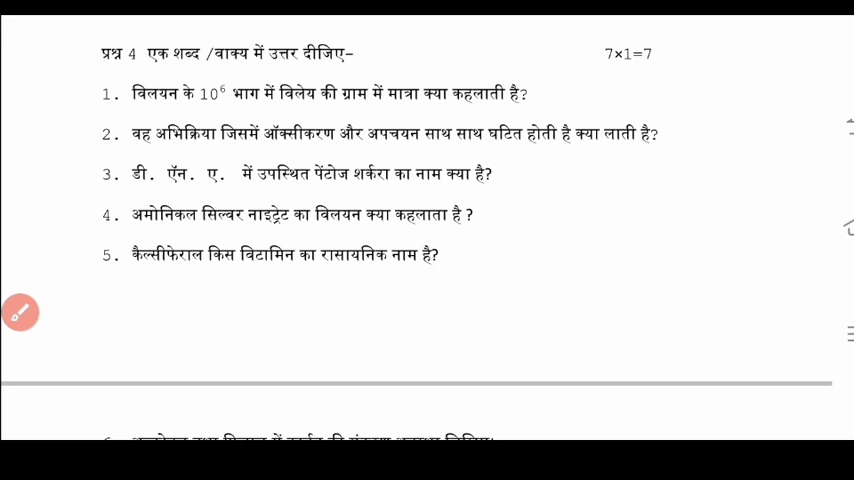 प्रश्न 4 एक शब्द /वाक्य में उत्तर दीजिए- 7×1=7
1. विलयन के 10⁶ भाग में विलेय की ग्राम में मात्रा क्या कहलाती है?
2. वह अभिक्रिया जिसमें ऑक्सीकरण और अपचयन साथ साथ घटित होती है क्या लाती है?
3. डी. ऍन. ए. में उपस्थित पेंटोज शर्करा का नाम क्या है?
4. अमोनिकल सिल्वर नाइट्रेट का विलयन क्या कहलाता है ?
5. कैल्सीफेराल किस विटामिन का रासायनिक नाम है?